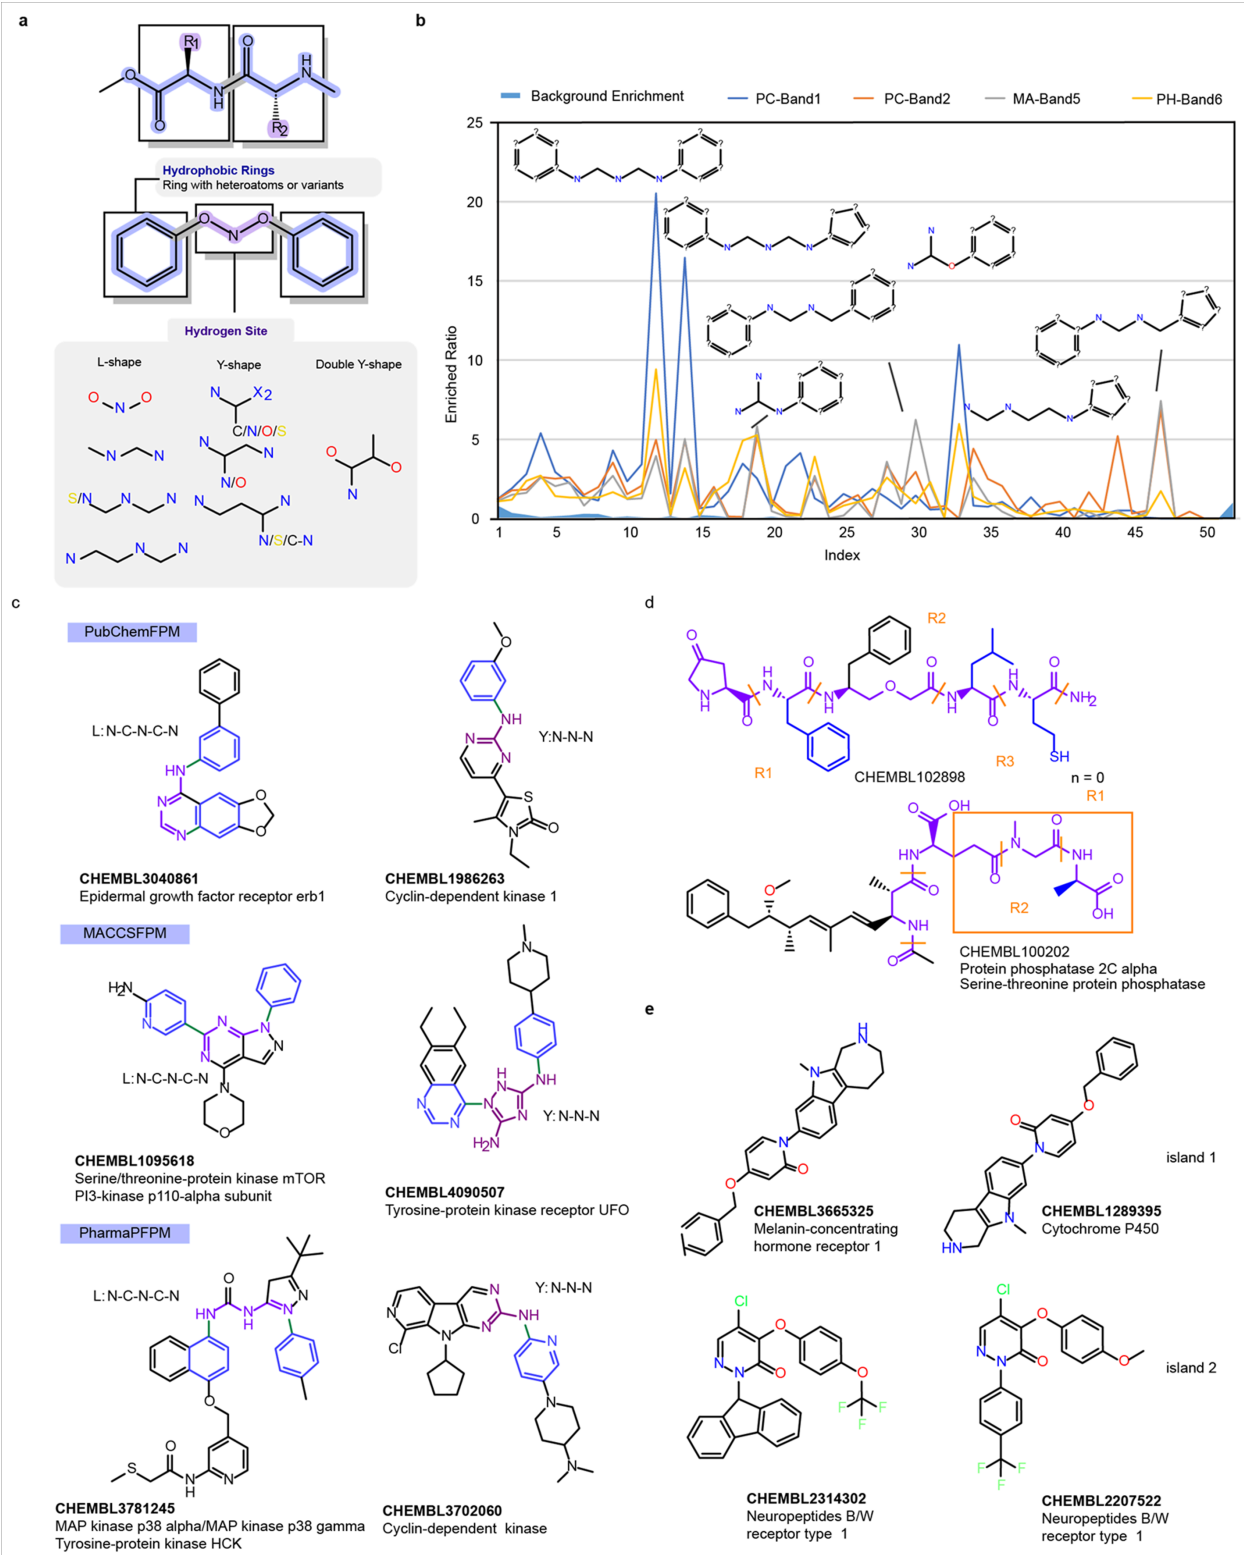 a
R1
O
H
N
O
O
N
H
O
R2
Hydrophobic Rings
Ring with heteroatoms or variants
O
O
N
Hydrogen Site
L-shape
Y-shape
Double Y-shape
O
O
N
N
X2
C/N/O/S
N
N
N
N
N/O
O
O
N
S/N
N
N
N
N
N/S/C-N
N
N
N
b
Background Enrichment
PC-Band1
PC-Band2
MA-Band5
PH-Band6
Enriched Ratio
25
20
15
10
5
0
1
5
10
15
20
25
30
35
40
45
50
Index
c
PubChemFPM
L: N-C-N-C-N
Y:N-N-N
CHEMBL3040861
Epidermal growth factor receptor erb1
CHEMBL1986263
Cyclin-dependent kinase 1
MACCSFPM
L:N-C-N-C-N
Y: N-N-N
CHEMBL1095618
Serine/threonine-protein kinase mTOR
PI3-kinase p110-alpha subunit
CHEMBL4090507
Tyrosine-protein kinase receptor UFO
PharmaPFPM
L:N-C-N-C-N
Y: N-N-N
CHEMBL3781245
MAP kinase p38 alpha/MAP kinase p38 gamma
Tyrosine-protein kinase HCK
CHEMBL3702060
Cyclin-dependent kinase
d
R2
R1
R3
CHEMBL102898
n = 0
R1
R2
CHEMBL100202
Protein phosphatase 2C alpha
Serine-threonine protein phosphatase
e
island 1
CHEMBL3665325
Melanin-concentrating
hormone receptor 1
CHEMBL1289395
Cytochrome P450
island 2
CHEMBL2314302
Neuropeptides B/W
receptor type 1
CHEMBL2207522
Neuropeptides B/W
receptor type 1